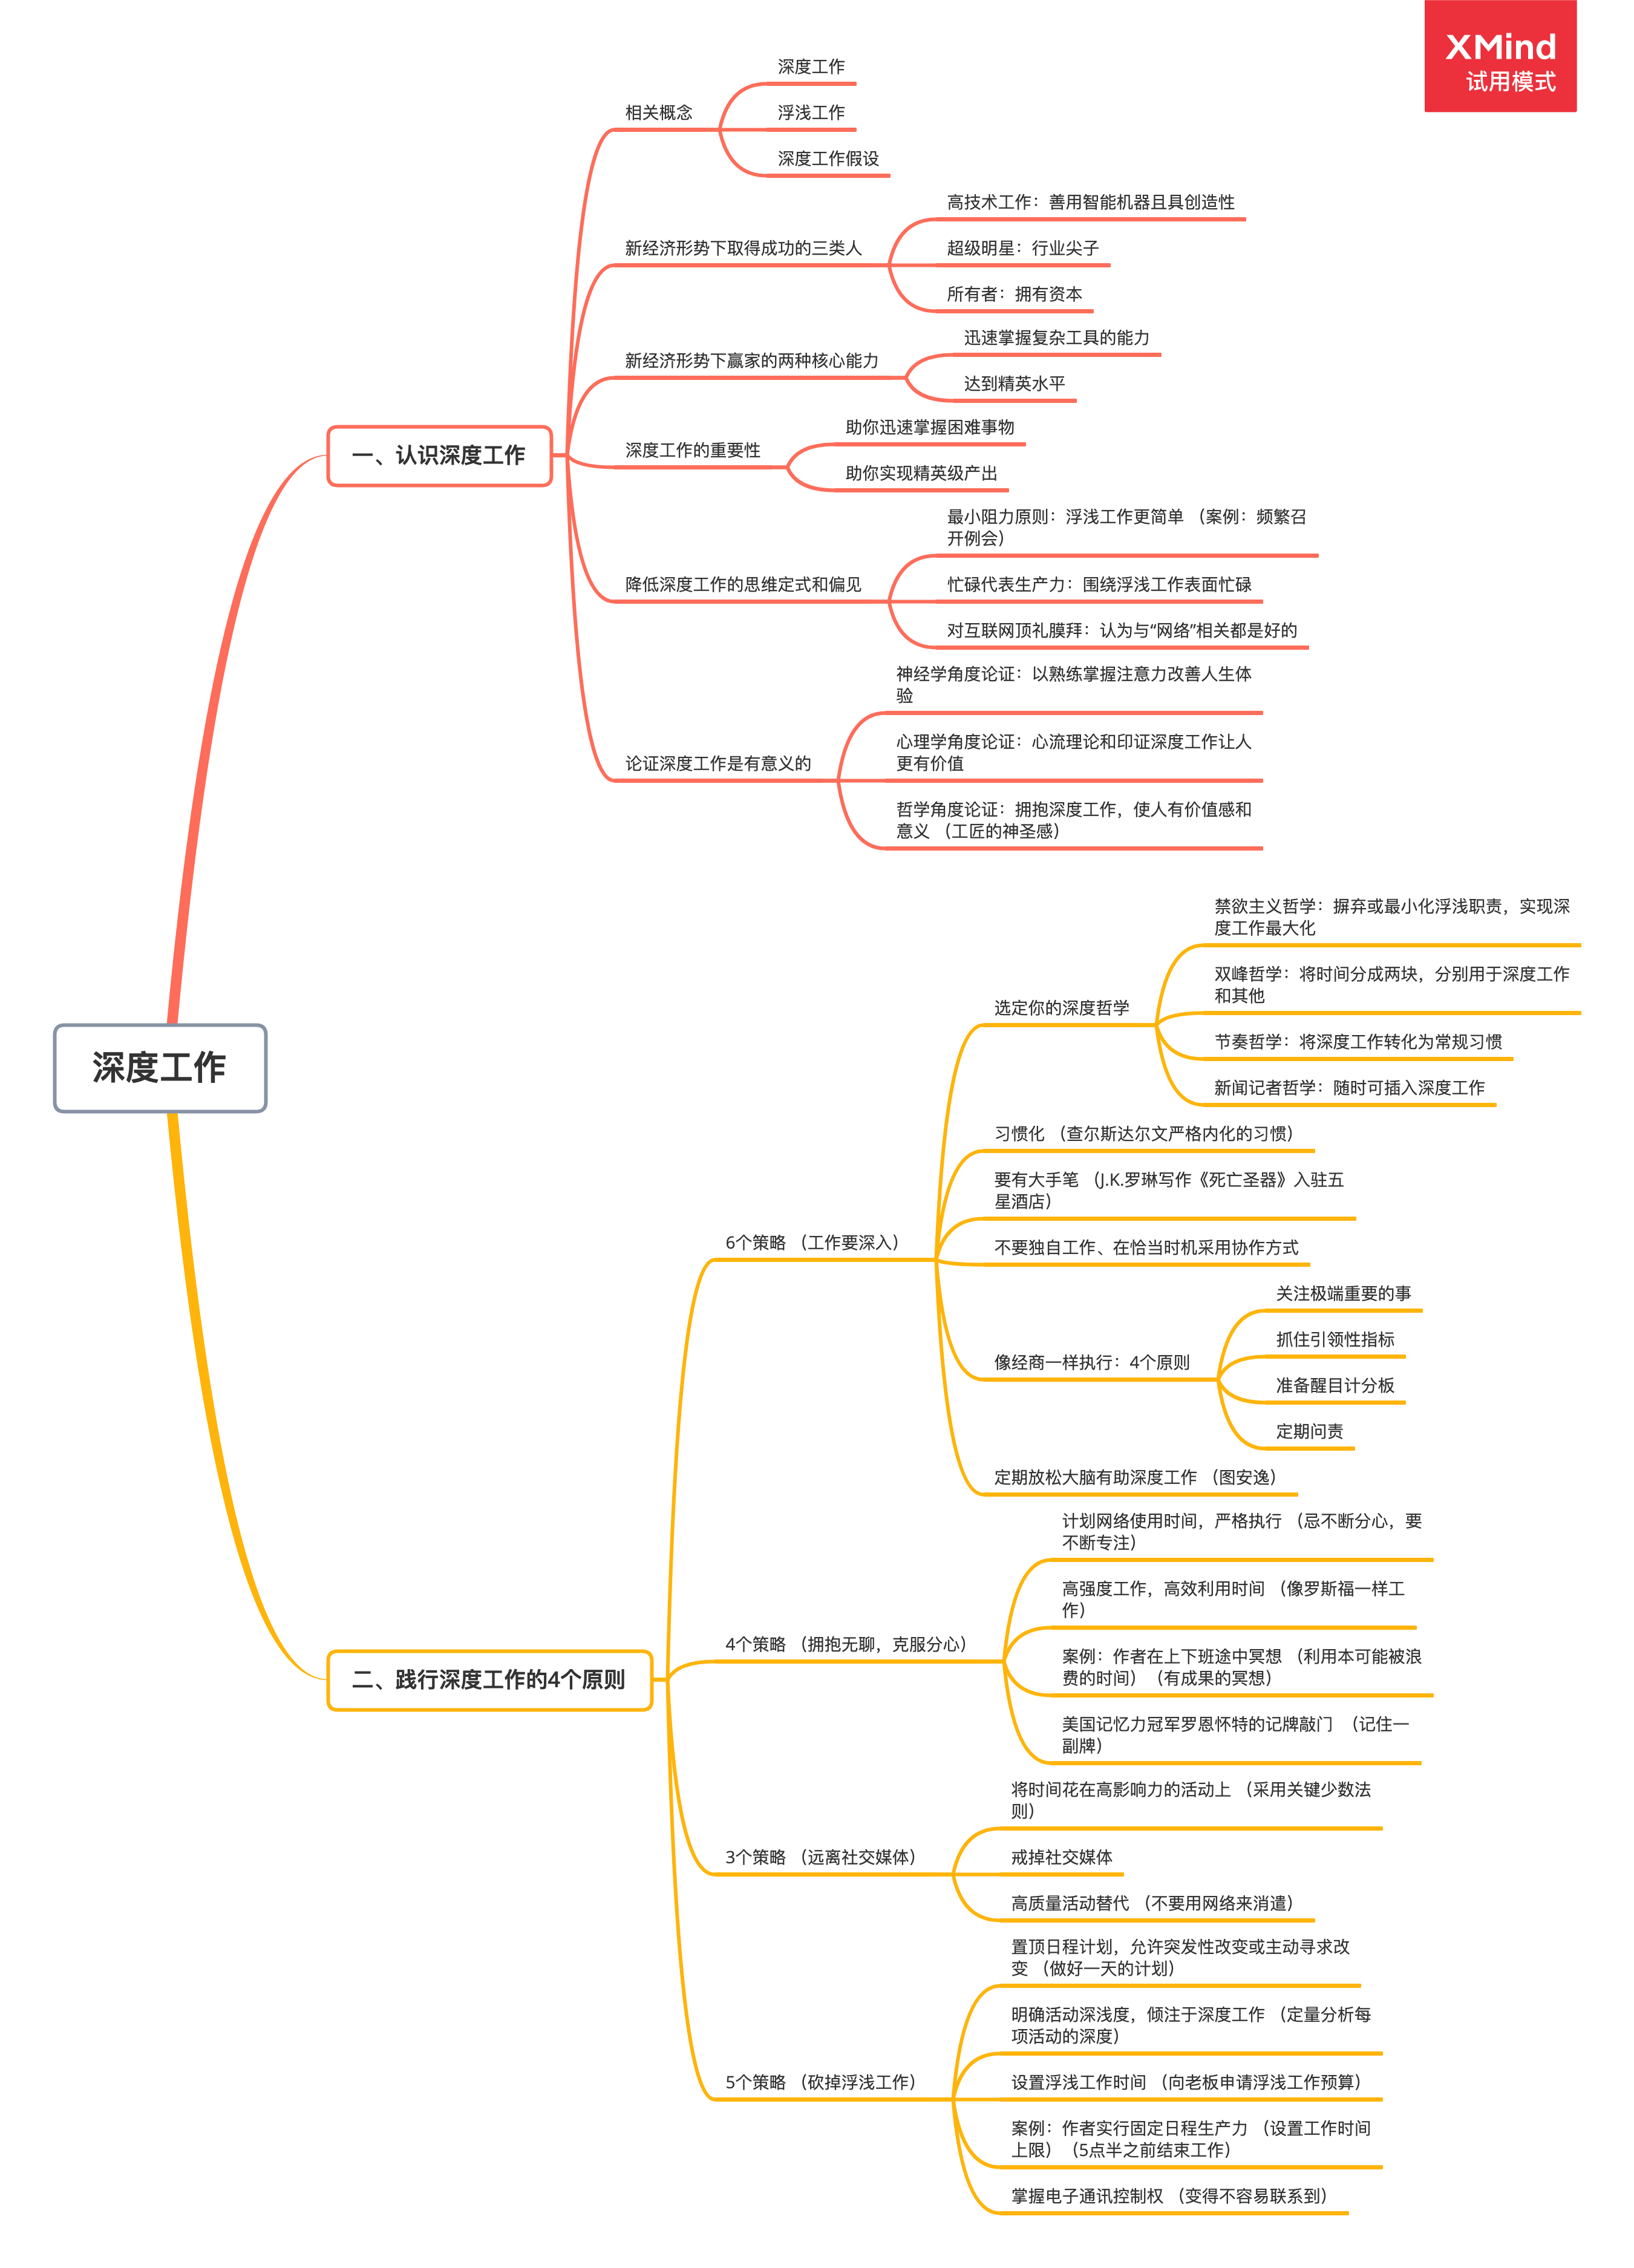 XMind
试用模式
深度工作
一、认识深度工作
相关概念
深度工作
浮浅工作
深度工作假设
新经济形势下取得成功的三类人
高技术工作：善用智能机器且具创造性
超级明星：行业尖子
所有者：拥有资本
新经济形势下赢家的两种核心能力
迅速掌握复杂工具的能力
达到精英水平
深度工作的重要性
助你迅速掌握困难事物
助你实现精英级产出
降低深度工作的思维定式和偏见
最小阻力原则：浮浅工作更简单 （案例：频繁召
开例会）
忙碌代表生产力：围绕浮浅工作表面忙碌
对互联网顶礼膜拜：认为与“网络”相关都是好的
论证深度工作是有意义的
神经学角度论证：以熟练掌握注意力改善人生体
验
心理学角度论证：心流理论和印证深度工作让人
更有价值
哲学角度论证：拥抱深度工作，使人有价值感和
意义 （工匠的神圣感）
二、践行深度工作的4个原则
6个策略 （工作要深入）
选定你的深度哲学
禁欲主义哲学：摒弃或最小化浮浅职责，实现深
度工作最大化
双峰哲学：将时间分成两块，分别用于深度工作
和其他
节奏哲学：将深度工作转化为常规习惯
新闻记者哲学：随时可插入深度工作
习惯化 （查尔斯达尔文严格内化的习惯）
要有大手笔 （J.K.罗琳写作《死亡圣器》入驻五
星酒店）
不要独自工作、在恰当时机采用协作方式
像经商一样执行：4个原则
关注极端重要的事
抓住引领性指标
准备醒目计分板
定期问责
定期放松大脑有助深度工作 （图安逸）
4个策略 （拥抱无聊，克服分心）
计划网络使用时间，严格执行 （忌不断分心，要
不断专注）
高强度工作，高效利用时间 （像罗斯福一样工
作）
案例：作者在上下班途中冥想 （利用本可能被浪
费的时间）（有成果的冥想）
美国记忆力冠军罗恩怀特的记牌敲门 （记住一
副牌）
3个策略 （远离社交媒体）
将时间花在高影响力的活动上 （采用关键少数法
则）
戒掉社交媒体
高质量活动替代 （不要用网络来消遣）
5个策略 （砍掉浮浅工作）
置顶日程计划，允许突发性改变或主动寻求改
变 （做好一天的计划）
明确活动深浅度，倾注于深度工作 （定量分析每
项活动的深度）
设置浮浅工作时间 （向老板申请浮浅工作预算）
案例：作者实行固定日程生产力 （设置工作时间
上限）（5点半之前结束工作）
掌握电子通讯控制权 （变得不容易联系到）